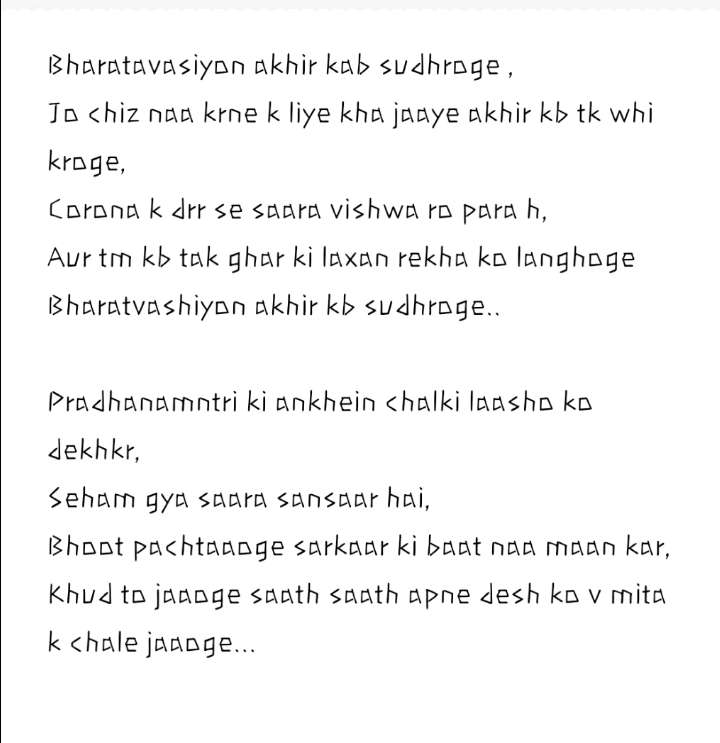 Bharatavasiyon akhir kab sudhroge ,
Jo chiz naa krne k liye kha jaaye akhir kb tk whi
kroge,
Corona k drr se saara vishwa ro para h,
Aur tm kb tak ghar ki laxan rekha ko langhoge
Bharatvashiyon akhir kb sudhroge..
Pradhanamntri ki ankhein chalki laasho ko
dekhkr,
Seham gya saara sansaar hai,
Bhoot pachtaaoge sarkaar ki baat naa maan kar,
Khud to jaaoge saath saath apne desh ko v mita
k chale jaaoge...